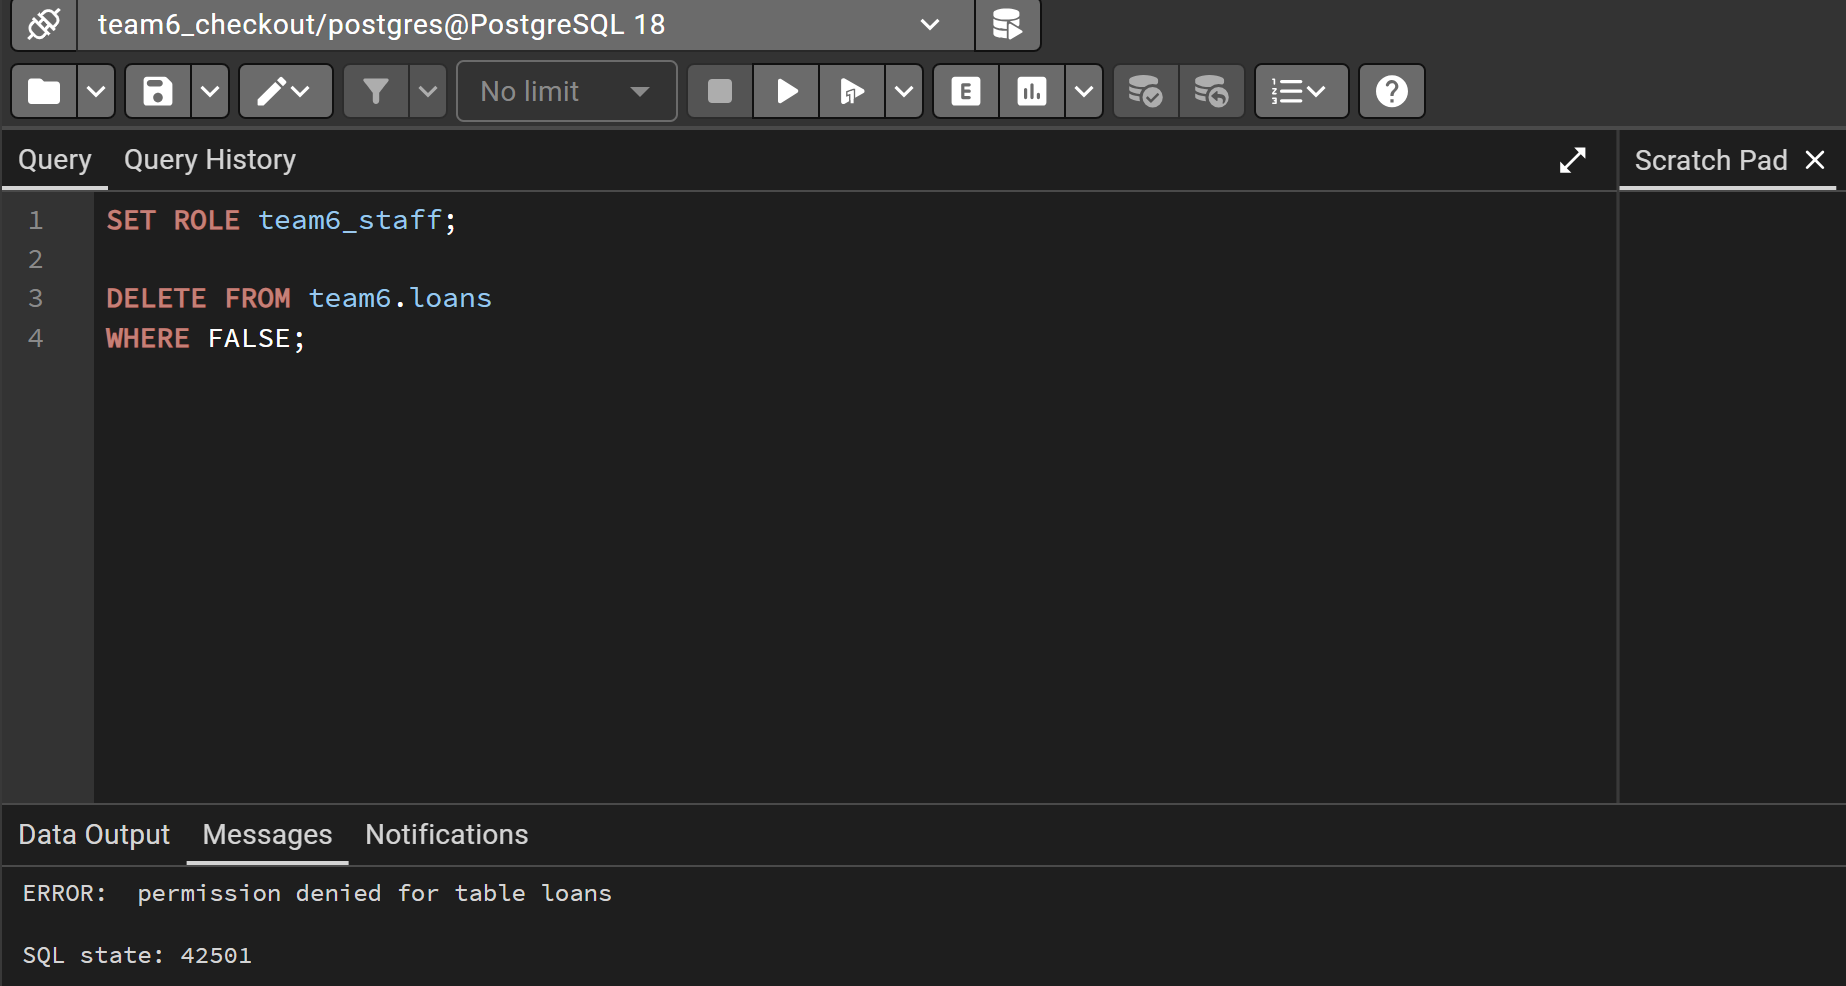 team6_checkout/postgres@PostgreSQL 18
No limit
E
Query Query History
Scratch Pad
1 SET ROLE team6_staff;
2
3 DELETE FROM team6.loans
4 WHERE FALSE;
Data Output Messages Notifications
ERROR:  permission denied for table loans
SQL state: 42501